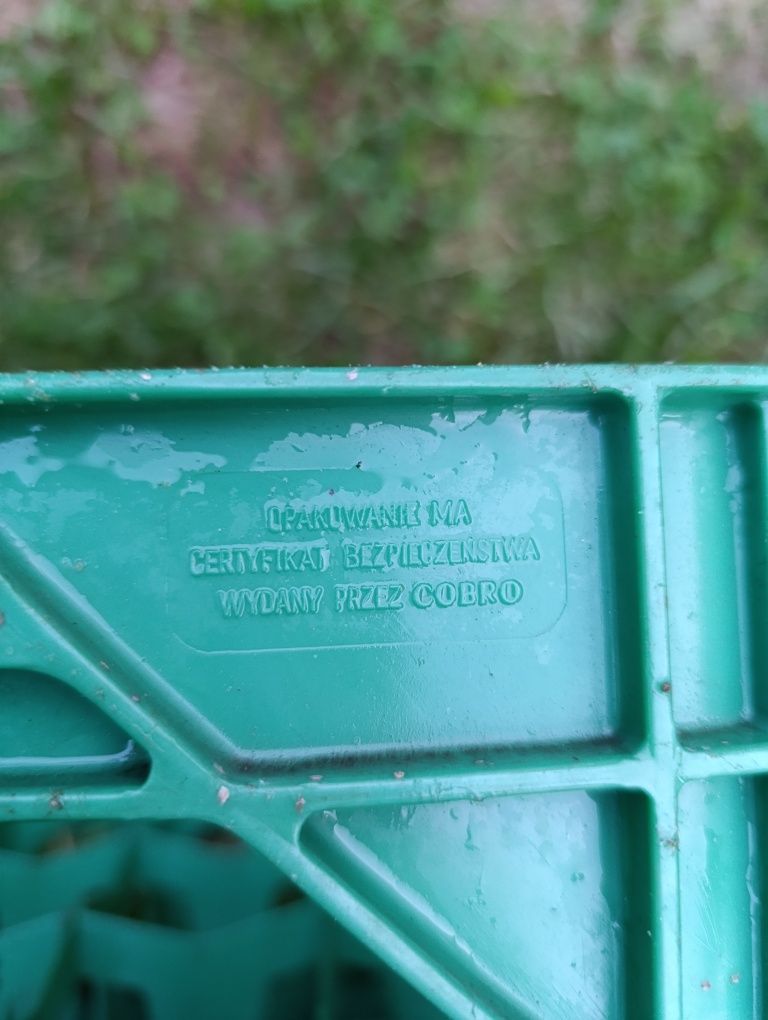 OPAKOWANIE MA
CERTYFIKAT BEZPIECZEŃSTWA
WYDANY PRZEZ COBRO